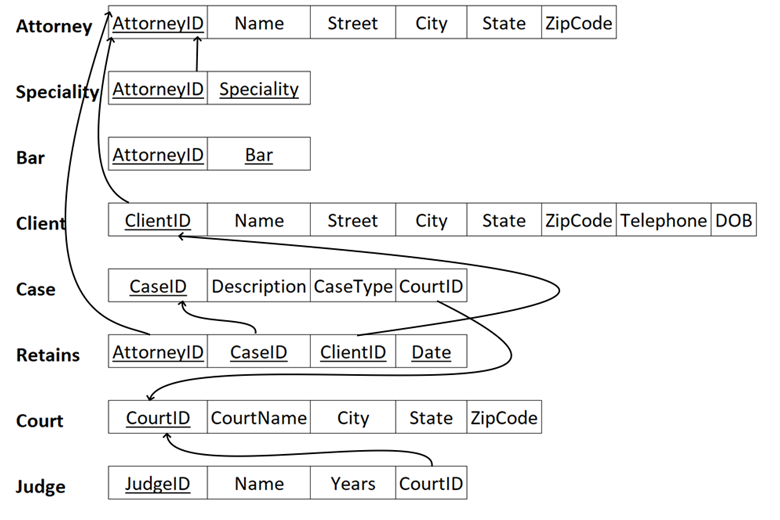 Attorney AttorneyID Name Street City State ZipCode
Speciality AttorneyID Speciality
Bar AttorneyID Bar
Client ClientID Name Street City State ZipCode Telephone DOB
Case CaseID Description CaseType CourtID
Retains AttorneyID CaseID ClientID Date
Court CourtID CourtName City State ZipCode
Judge JudgeID Name Years CourtID